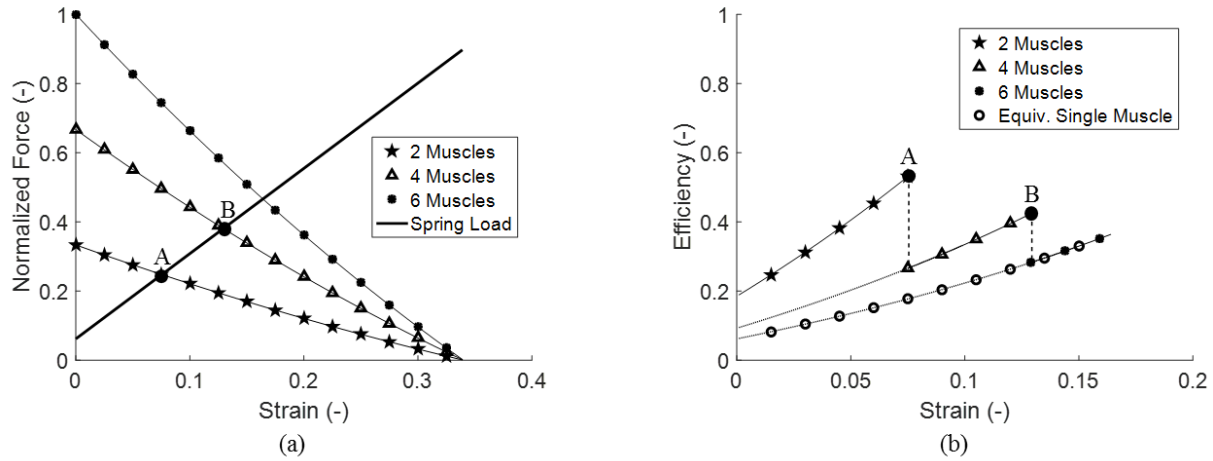 1
0.8
0.6
0.4
0.2
0
0
0.1
0.2
0.3
0.4
0.5
Normalized Force (-)
Strain (-)
2 Muscles
4 Muscles
6 Muscles
Spring Load
A
B
(a)
1
0.8
0.6
0.4
0.2
0
0
0.05
0.1
0.15
0.2
Efficiency (-)
Strain (-)
2 Muscles
4 Muscles
6 Muscles
Equiv. Single Muscle
A
B
(b)